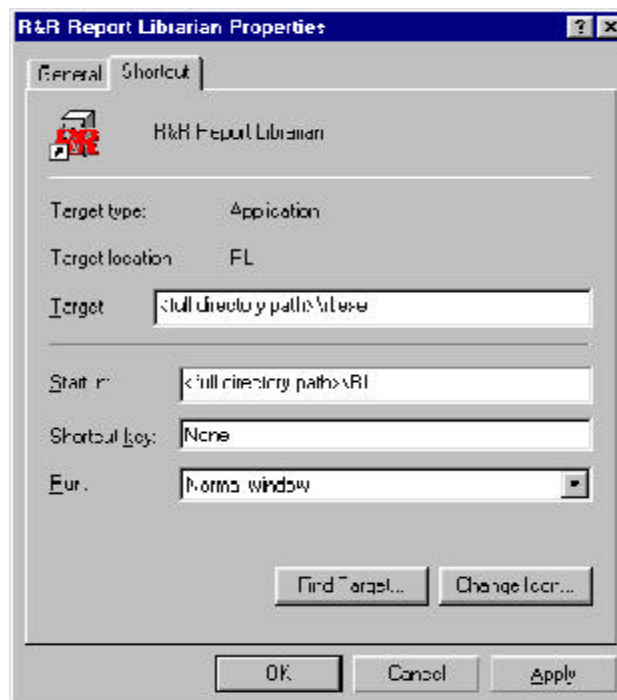 R&R Report Librarian Properties
General Shortcut
R&R Report Librarian
Target type: Application
Target location: RL
Target: <full directory path>\rl.exe
Start in: <full directory path>\RL
Shortcut key: None
Run: Normal window
Find Target... Change Icon...
OK Cancel Apply